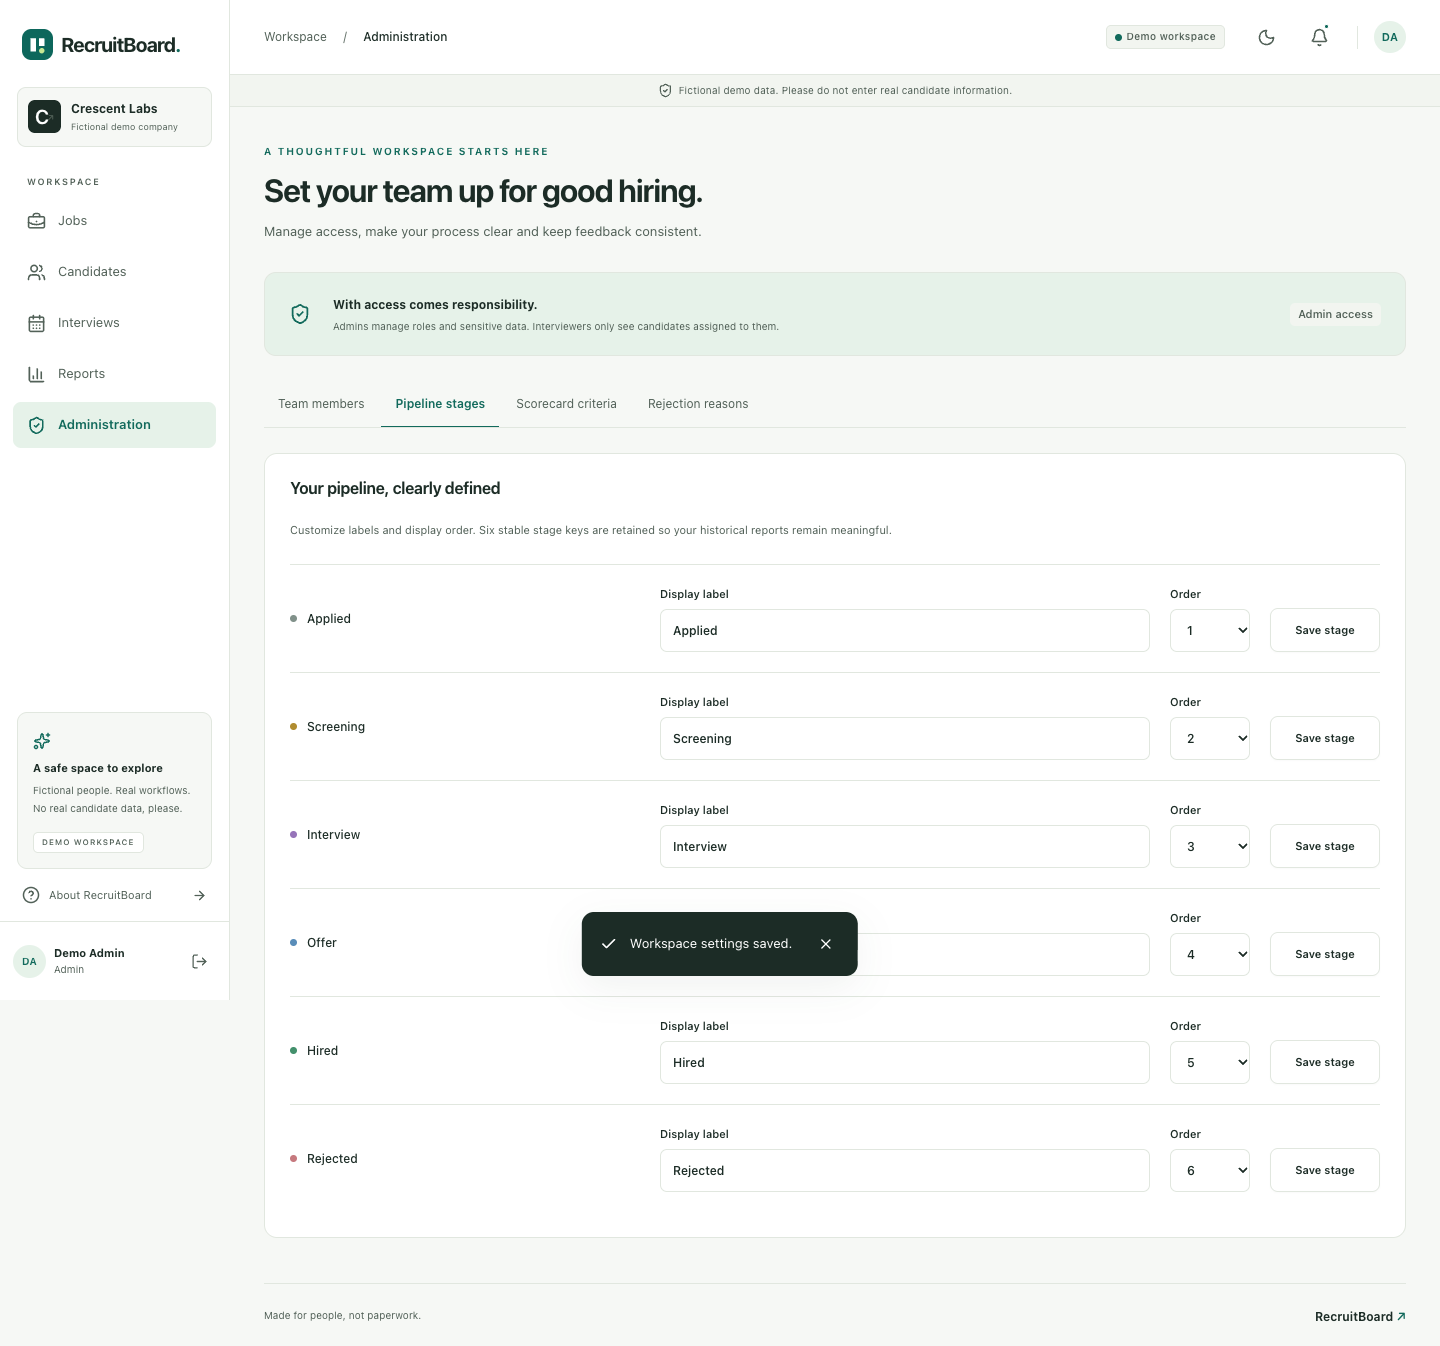 RecruitBoard.
Crescent Labs
Fictional demo company
WORKSPACE
Jobs
Candidates
Interviews
Reports
Administration
A safe space to explore
Fictional people. Real workflows.
No real candidate data, please.
DEMO WORKSPACE
About RecruitBoard
DA
Demo Admin
Admin
Workspace / Administration
Demo workspace
DA
Fictional demo data. Please do not enter real candidate information.
A THOUGHTFUL WORKSPACE STARTS HERE
Set your team up for good hiring.
Manage access, make your process clear and keep feedback consistent.
With access comes responsibility.
Admins manage roles and sensitive data. Interviewers only see candidates assigned to them.
Admin access
Team members Pipeline stages Scorecard criteria Rejection reasons
Your pipeline, clearly defined
Customize labels and display order. Six stable stage keys are retained so your historical reports remain meaningful.
Display label Order
Applied Applied 1 Save stage
Display label Order
Screening Screening 2 Save stage
Display label Order
Interview Interview 3 Save stage
Order
Offer 4 Save stage
Workspace settings saved.
Display label Order
Hired Hired 5 Save stage
Display label Order
Rejected Rejected 6 Save stage
Made for people, not paperwork.
RecruitBoard